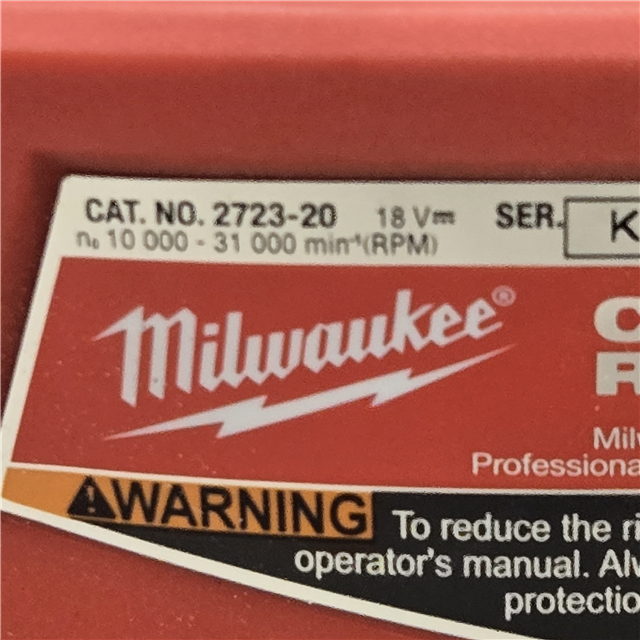 CAT. NO. 2723-20 18 V⎓ SER. K
n₀ 10 000 - 31 000 min⁻¹(RPM)
Milwaukee®
C
R
Milw
Professiona
⚠WARNING
To reduce the ri
operator's manual. Alw
protectio